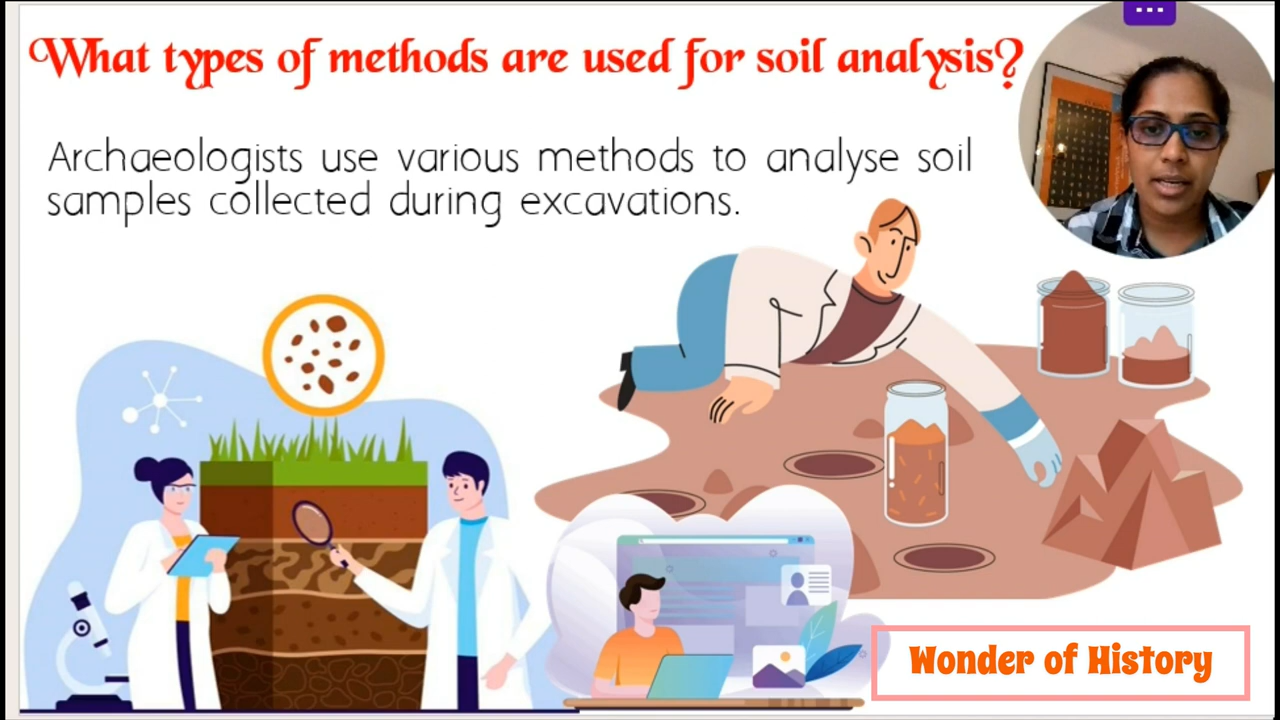 What types of methods are used for soil analysis?
Archaeologists use various methods to analyse soil
samples collected during excavations.
Wonder of History